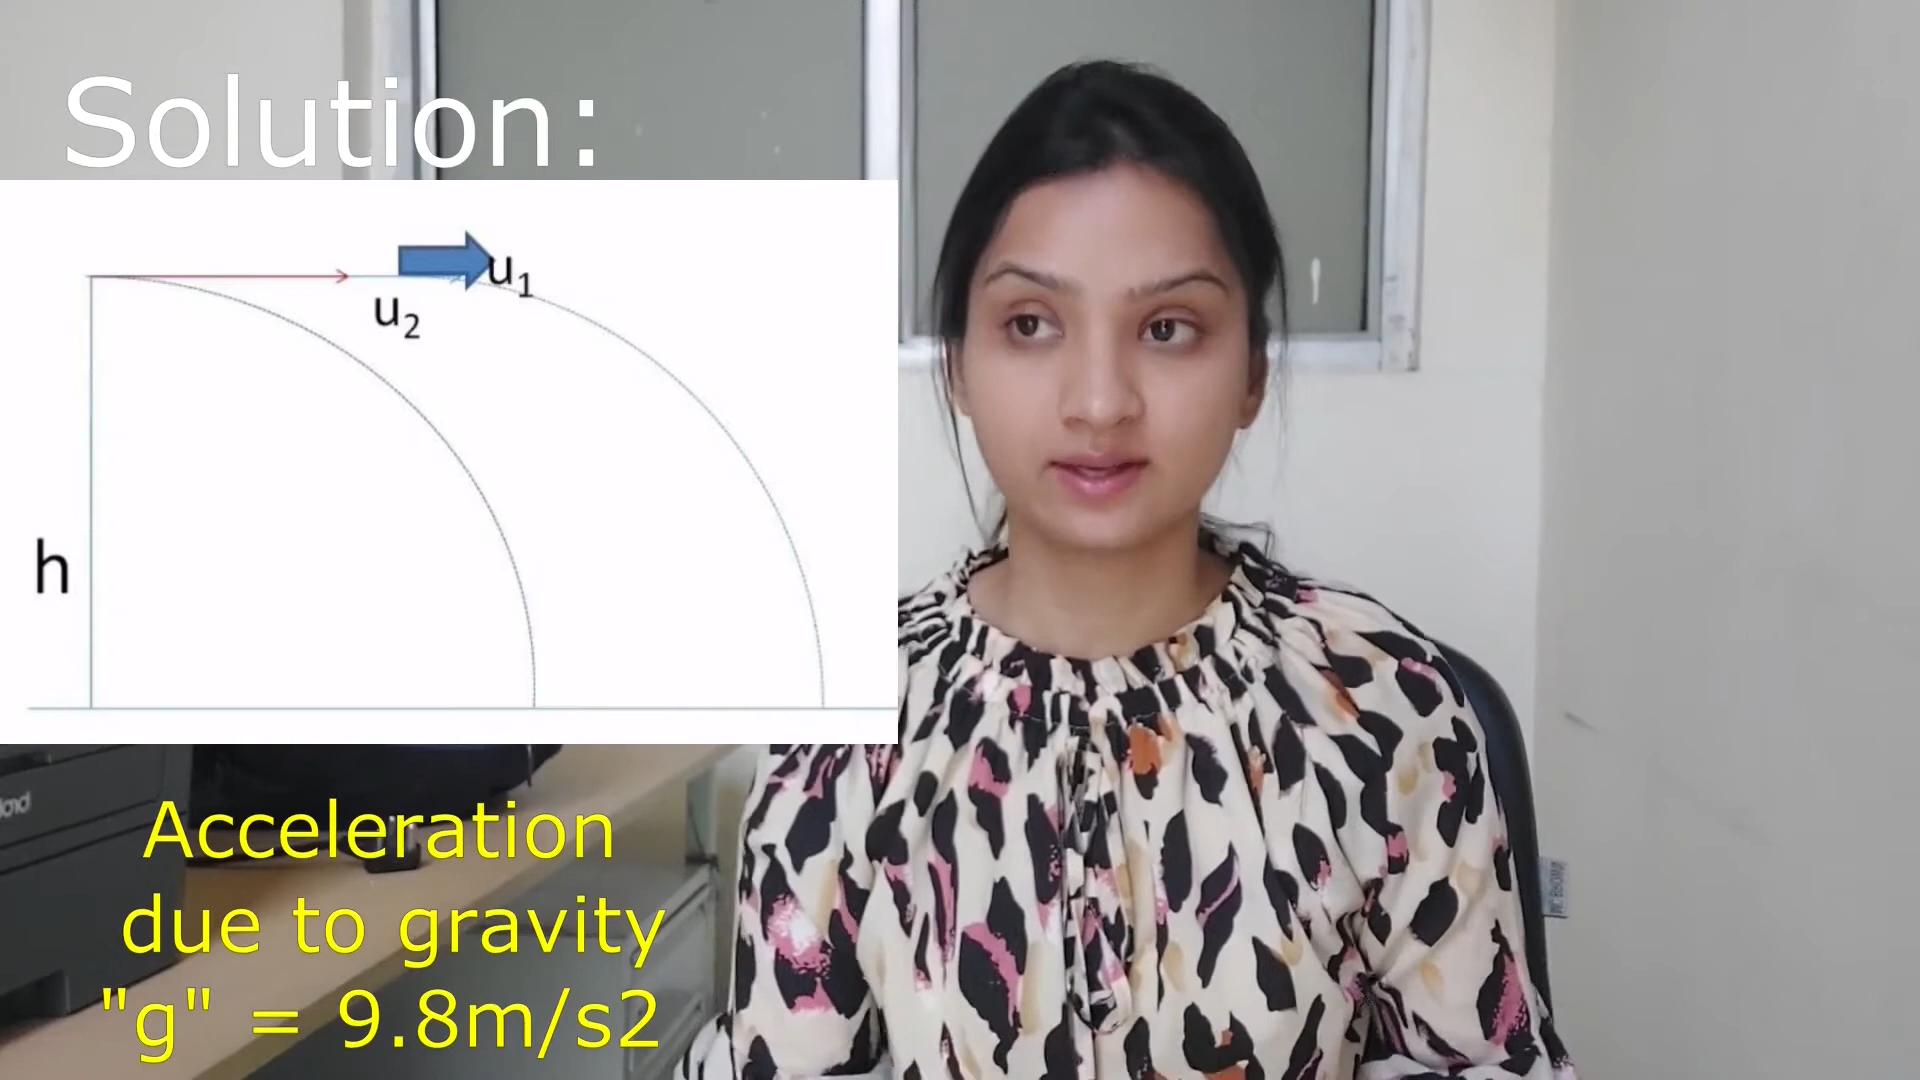 Solution:
u1
u2
h
Acceleration
due to gravity
"g" = 9.8m/s2